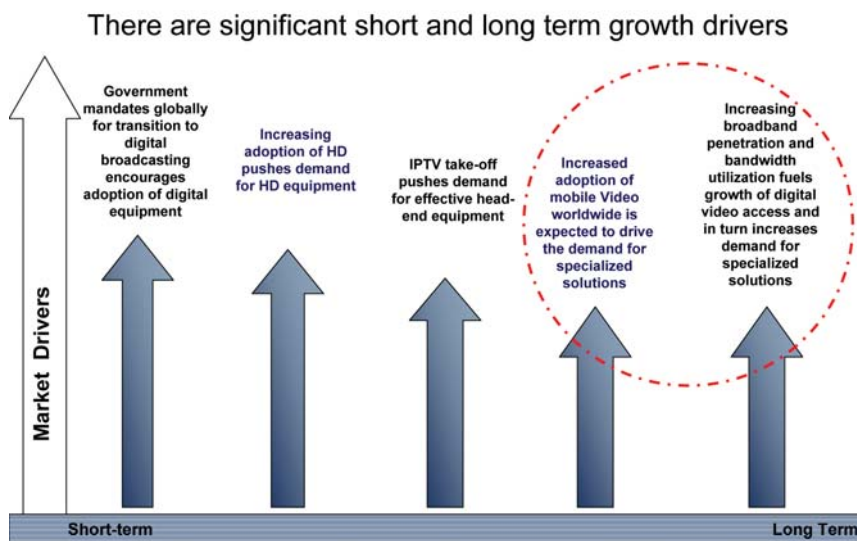 There are significant short and long term growth drivers
Government
mandates globally
for transition to
digital
broadcasting
encourages
adoption of digital
equipment
Increasing
adoption of HD
pushes demand
for HD equipment
IPTV take-off
pushes demand
for effective head-
end equipment
Increased
adoption of
mobile Video
worldwide is
expected to drive
the demand for
specialized
solutions
Increasing
broadband
penetration and
bandwidth
utilization fuels
growth of digital
video access and
in turn increases
demand for
specialized
solutions
Market Drivers
Short-term
Long Term